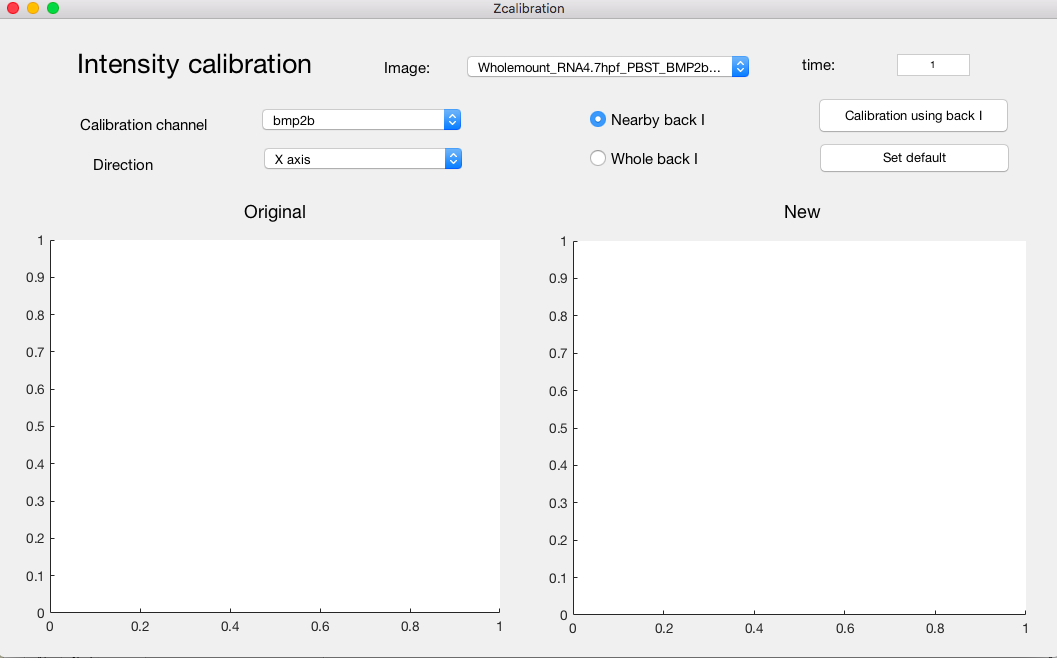 Zcalibration
Intensity calibration
Image:
Wholemount_RNA4.7hpf_PBST_BMP2b...
time:
1
Calibration channel
bmp2b
Nearby back I
Calibration using back I
Direction
X axis
Whole back I
Set default
Original
New
1
0.9
0.8
0.7
0.6
0.5
0.4
0.3
0.2
0.1
0
0 0.2 0.4 0.6 0.8 1
1
0.9
0.8
0.7
0.6
0.5
0.4
0.3
0.2
0.1
0
0 0.2 0.4 0.6 0.8 1